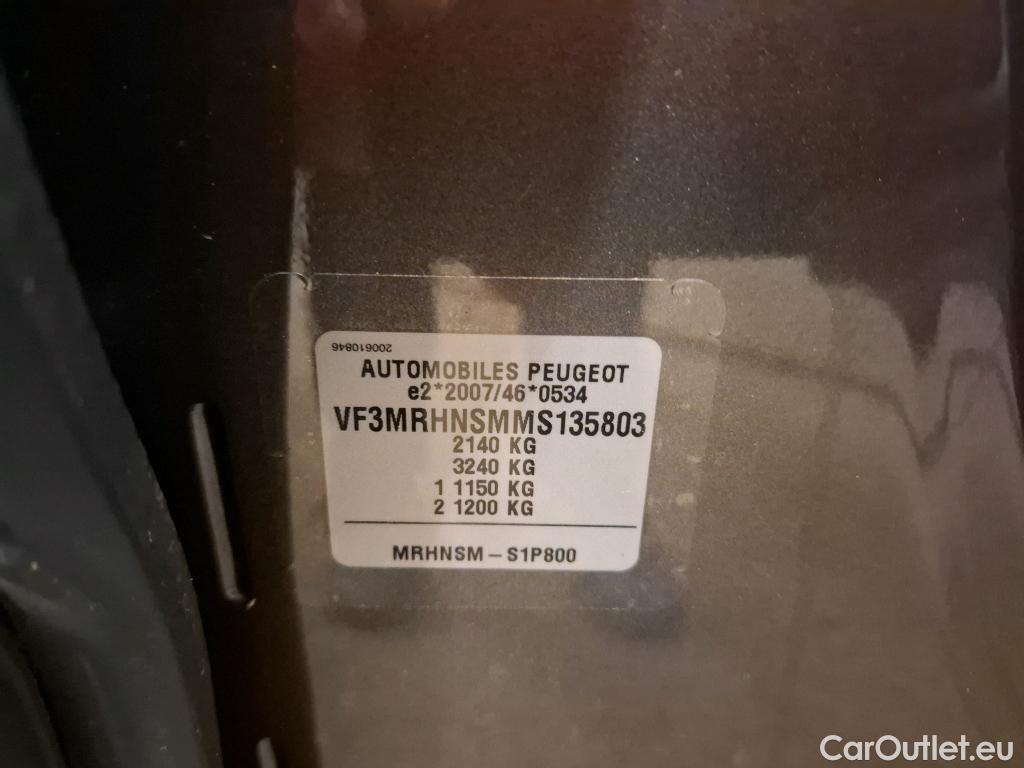 200610846
AUTOMOBILES PEUGEOT
e2*2007/46*0534
VF3MRHNSMMS135803
2140 KG
3240 KG
1 1150 KG
2 1200 KG
MRHNSM – S1P800
CarOutlet.eu